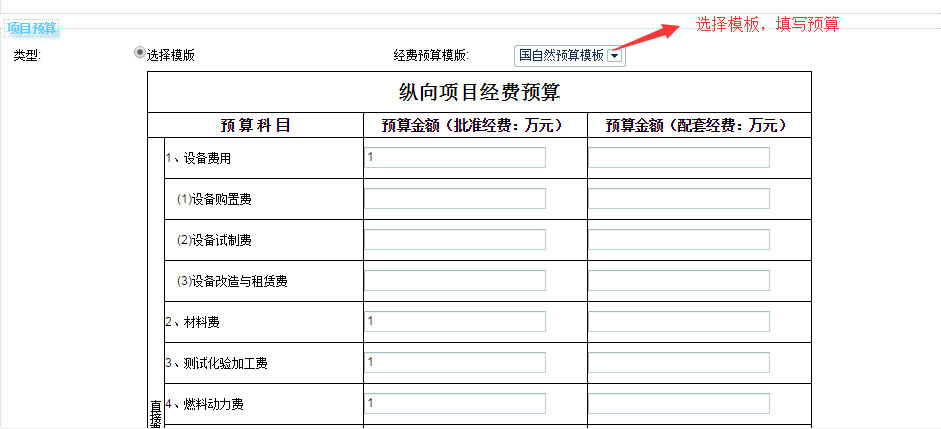 项目预算
选择模板，填写预算
类型: 选择模版 经费预算模版: 国自然预算模板
纵向项目经费预算
预 算 科 目 预算金额（批准经费：万元） 预算金额（配套经费：万元）
1、设备费用 1
(1)设备购置费
(2)设备试制费
(3)设备改造与租赁费
2、材料费 1
3、测试化验加工费 1
直接
4、燃料动力费 1